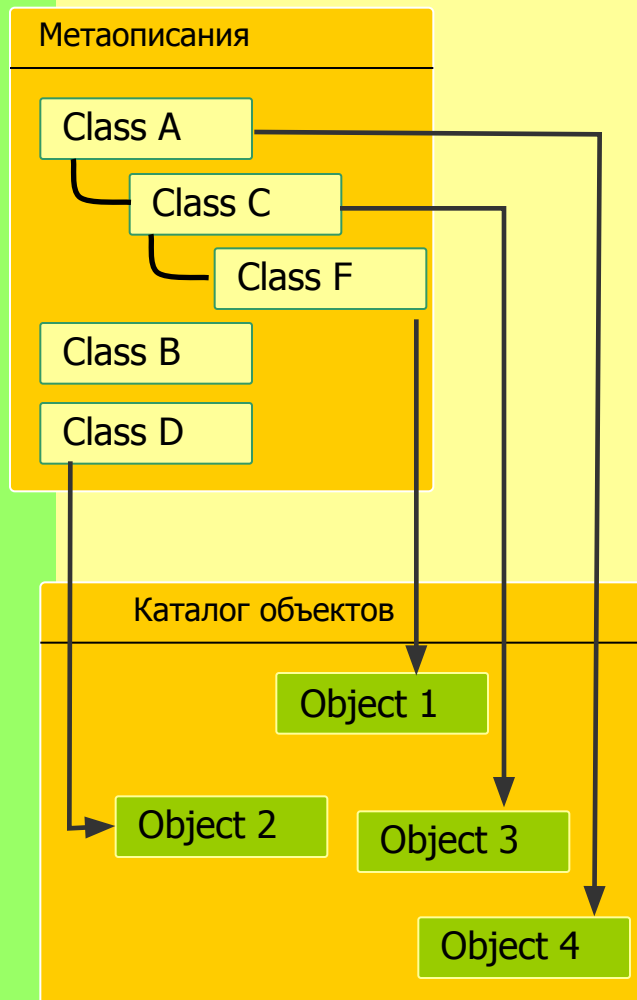 Метаописания
Class A
Class C
Class F
Class B
Class D
Каталог объектов
Object 1
Object 2
Object 3
Object 4